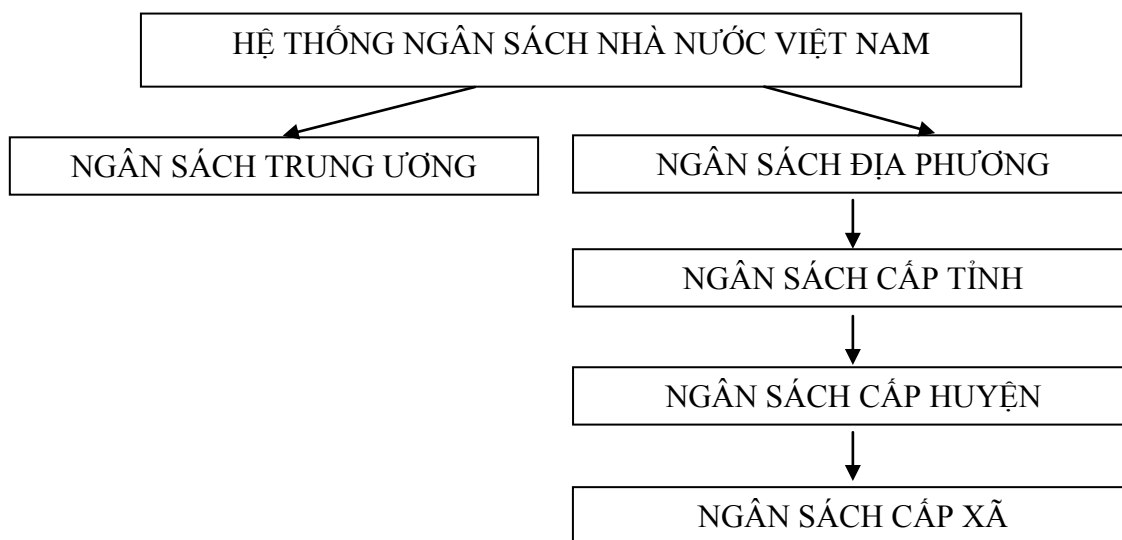 HỆ THỐNG NGÂN SÁCH NHÀ NƯỚC VIỆT NAM
NGÂN SÁCH TRUNG ƯƠNG
NGÂN SÁCH ĐỊA PHƯƠNG
NGÂN SÁCH CẤP TỈNH
NGÂN SÁCH CẤP HUYỆN
NGÂN SÁCH CẤP XÃ